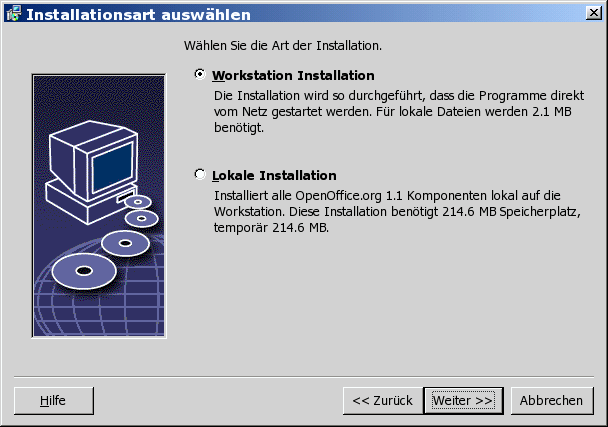 Installationsart auswählen
Wählen Sie die Art der Installation.
Workstation Installation
Die Installation wird so durchgeführt, dass die Programme direkt
vom Netz gestartet werden. Für lokale Dateien werden 2.1 MB
benötigt.
Lokale Installation
Installiert alle OpenOffice.org 1.1 Komponenten lokal auf die
Workstation. Diese Installation benötigt 214.6 MB Speicherplatz,
temporär 214.6 MB.
Hilfe
<< Zurück
Weiter >>
Abbrechen